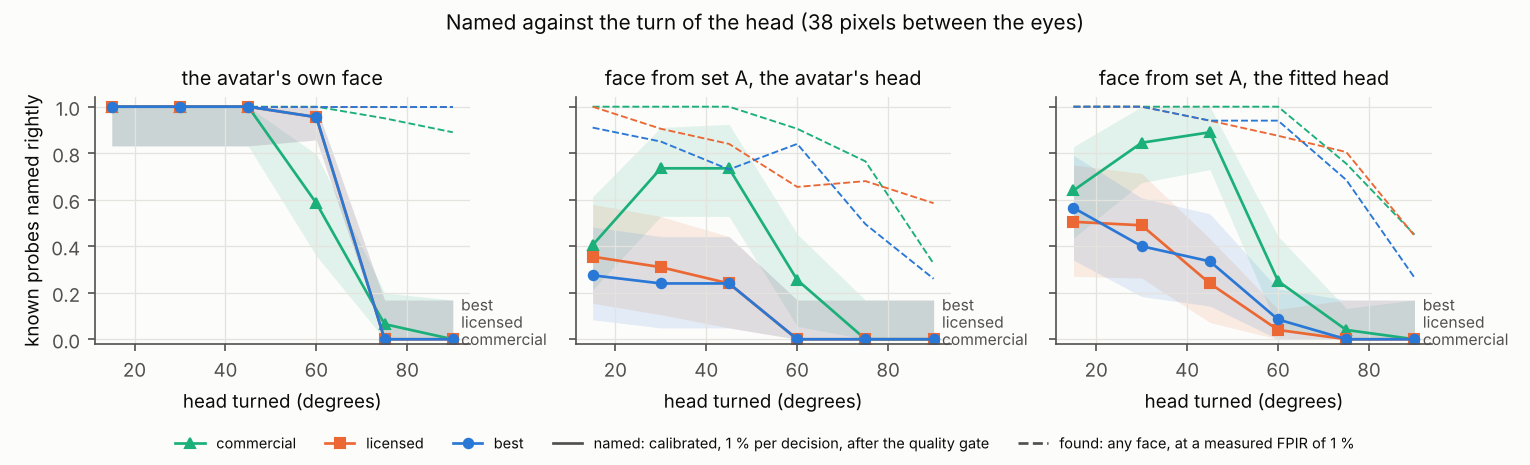 Named against the turn of the head (38 pixels between the eyes)
the avatar's own face
face from set A, the avatar's head
face from set A, the fitted head
known probes named rightly
1.0
0.8
0.6
0.4
0.2
0.0
best
licensed
commercial
best
licensed
commercial
best
licensed
commercial
20 40 60 80
20 40 60 80
20 40 60 80
head turned (degrees)
head turned (degrees)
head turned (degrees)
commercial licensed best named: calibrated, 1 % per decision, after the quality gate found: any face, at a measured FPIR of 1 %